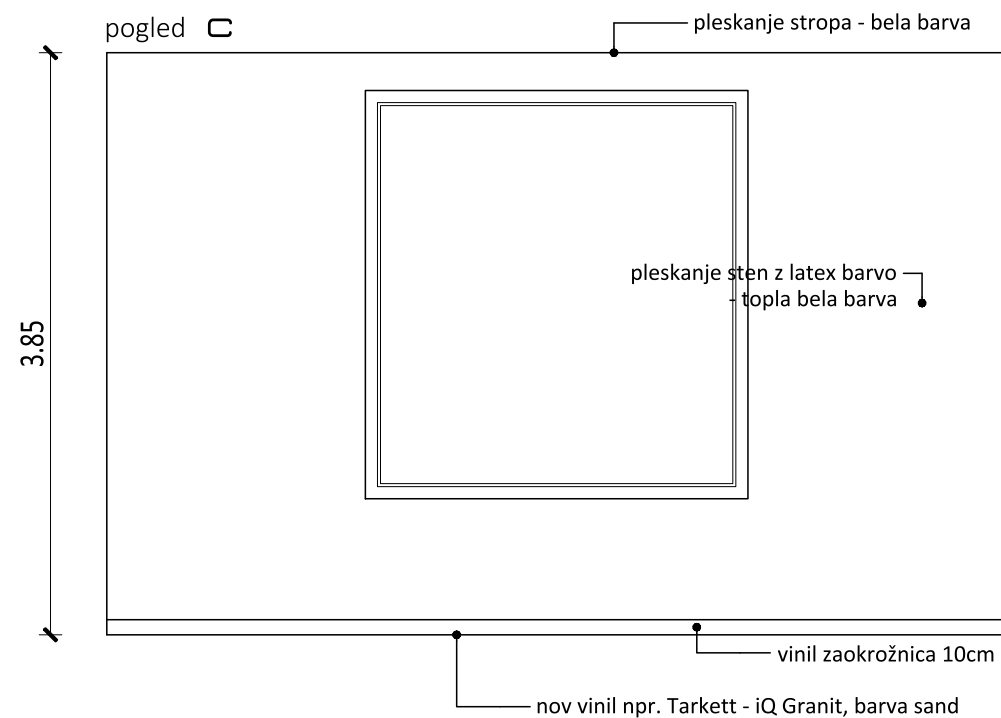 pogled C
pleskanje stropa - bela barva
pleskanje sten z latex barvo
- topla bela barva
3.85
vinil zaokrožnica 10cm
nov vinil npr. Tarkett - iQ Granit, barva sand